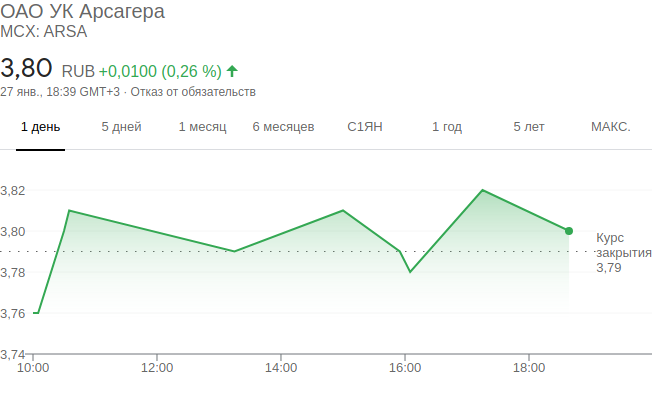 ОАО УК Арсагера
MCX: ARSA
3,80 RUB +0,0100 (0,26 %)
27 янв., 18:39 GMT+3 · Отказ от обязательств
1 день 5 дней 1 месяц 6 месяцев С1ЯН 1 год 5 лет МАКС.
3,82
3,80
3,78
3,76
3,74
Курс
закрытия
3,79
10:00 12:00 14:00 16:00 18:00